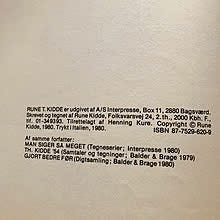 RUNE T. KIDDE er udgivet af A/S Interpresse, Box 11, 2880 Bagsværd.
Skrevet og tegnet af Rune Kidde, Folkvarsvej 24, 2.th., 2000 Kbh. F.,
tlf. 01-349393. Tilrettelagt af Henning Kure. Copyright © Rune
Kidde, 1980. Trykt i Italien, 1980.
ISBN 87-7529-620-9
Af samme forfatter:
MAN SIGER SÅ MEGET (Tegneserier; Interpresse 1980)
TH. KIDDE '54 (Samtaler og tegninger; Balder & Brage 1979)
GJORT BEDRE FØR (Digtsamling; Balder & Brage 1980)